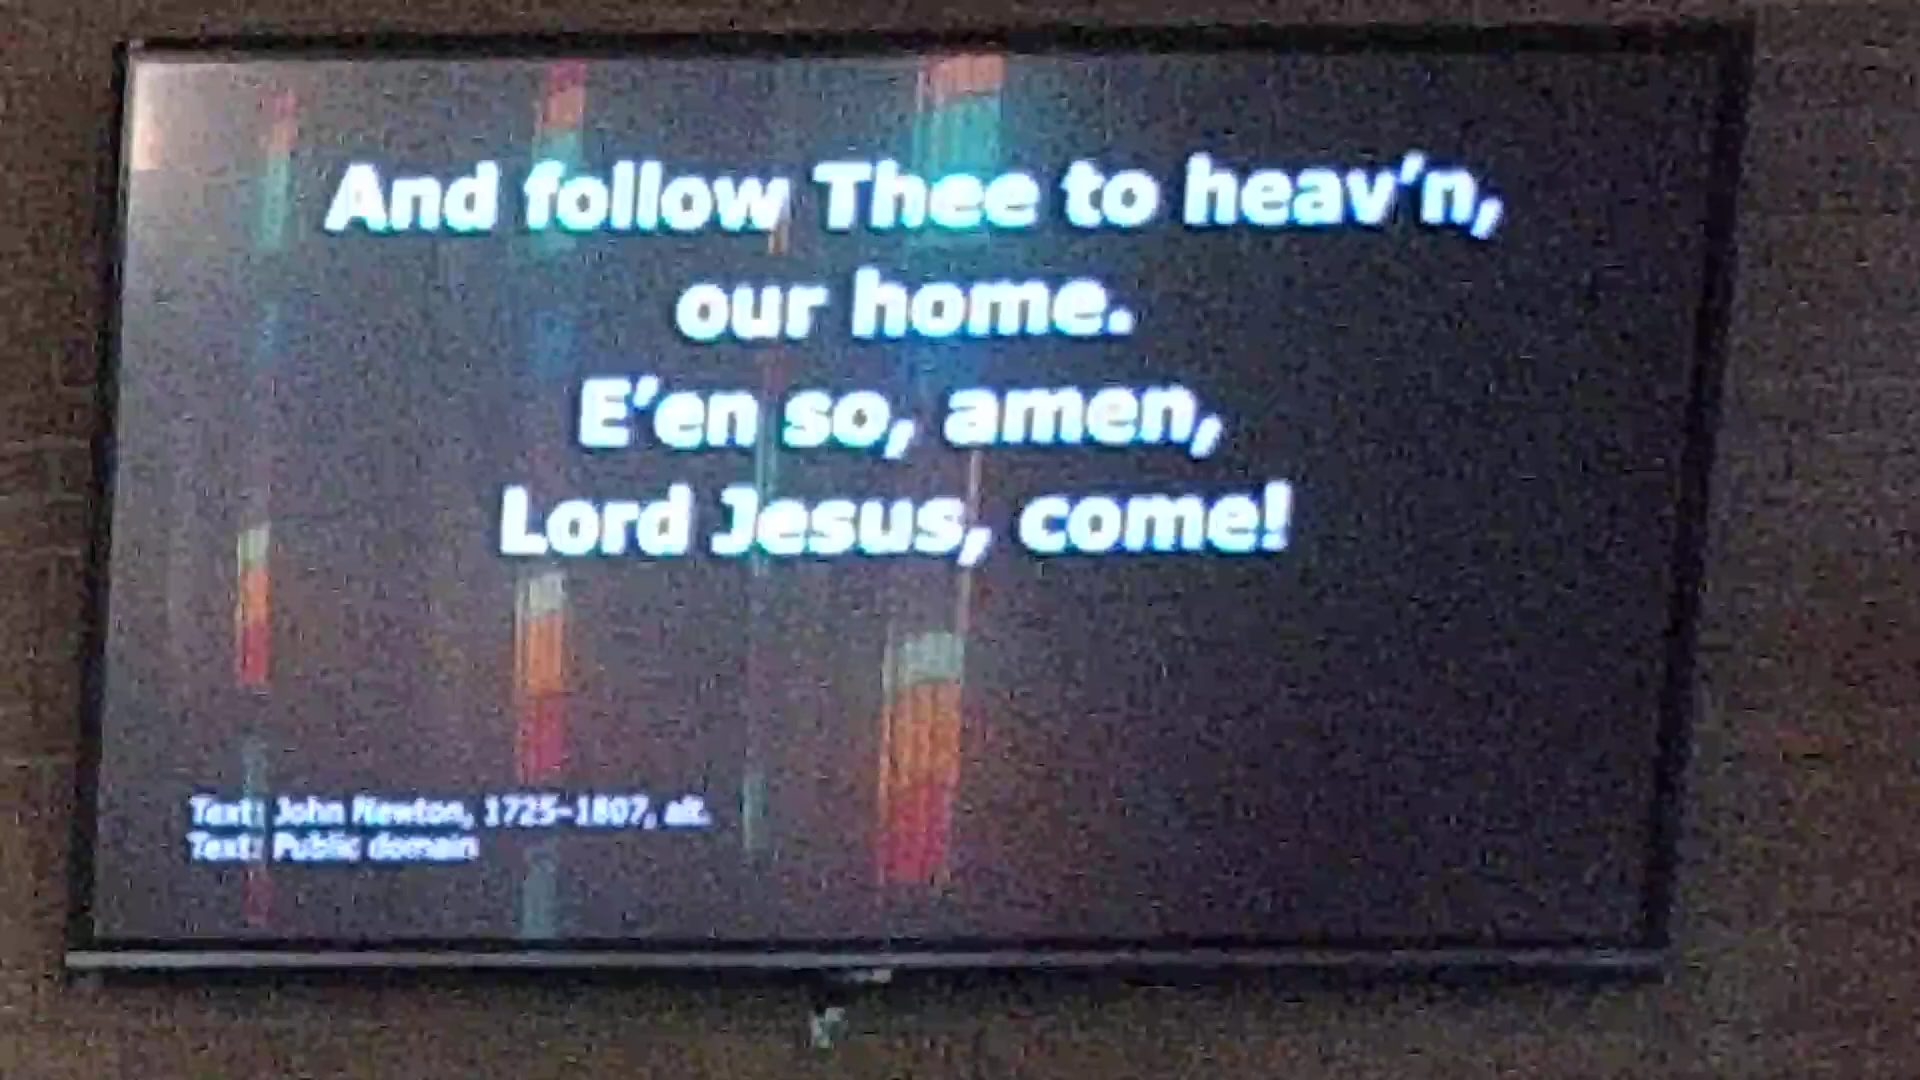 And follow Thee to heav'n,
our home.
E'en so, amen,
Lord Jesus, come!
Text: John Newton, 1725–1807, alt.
Text: Public domain